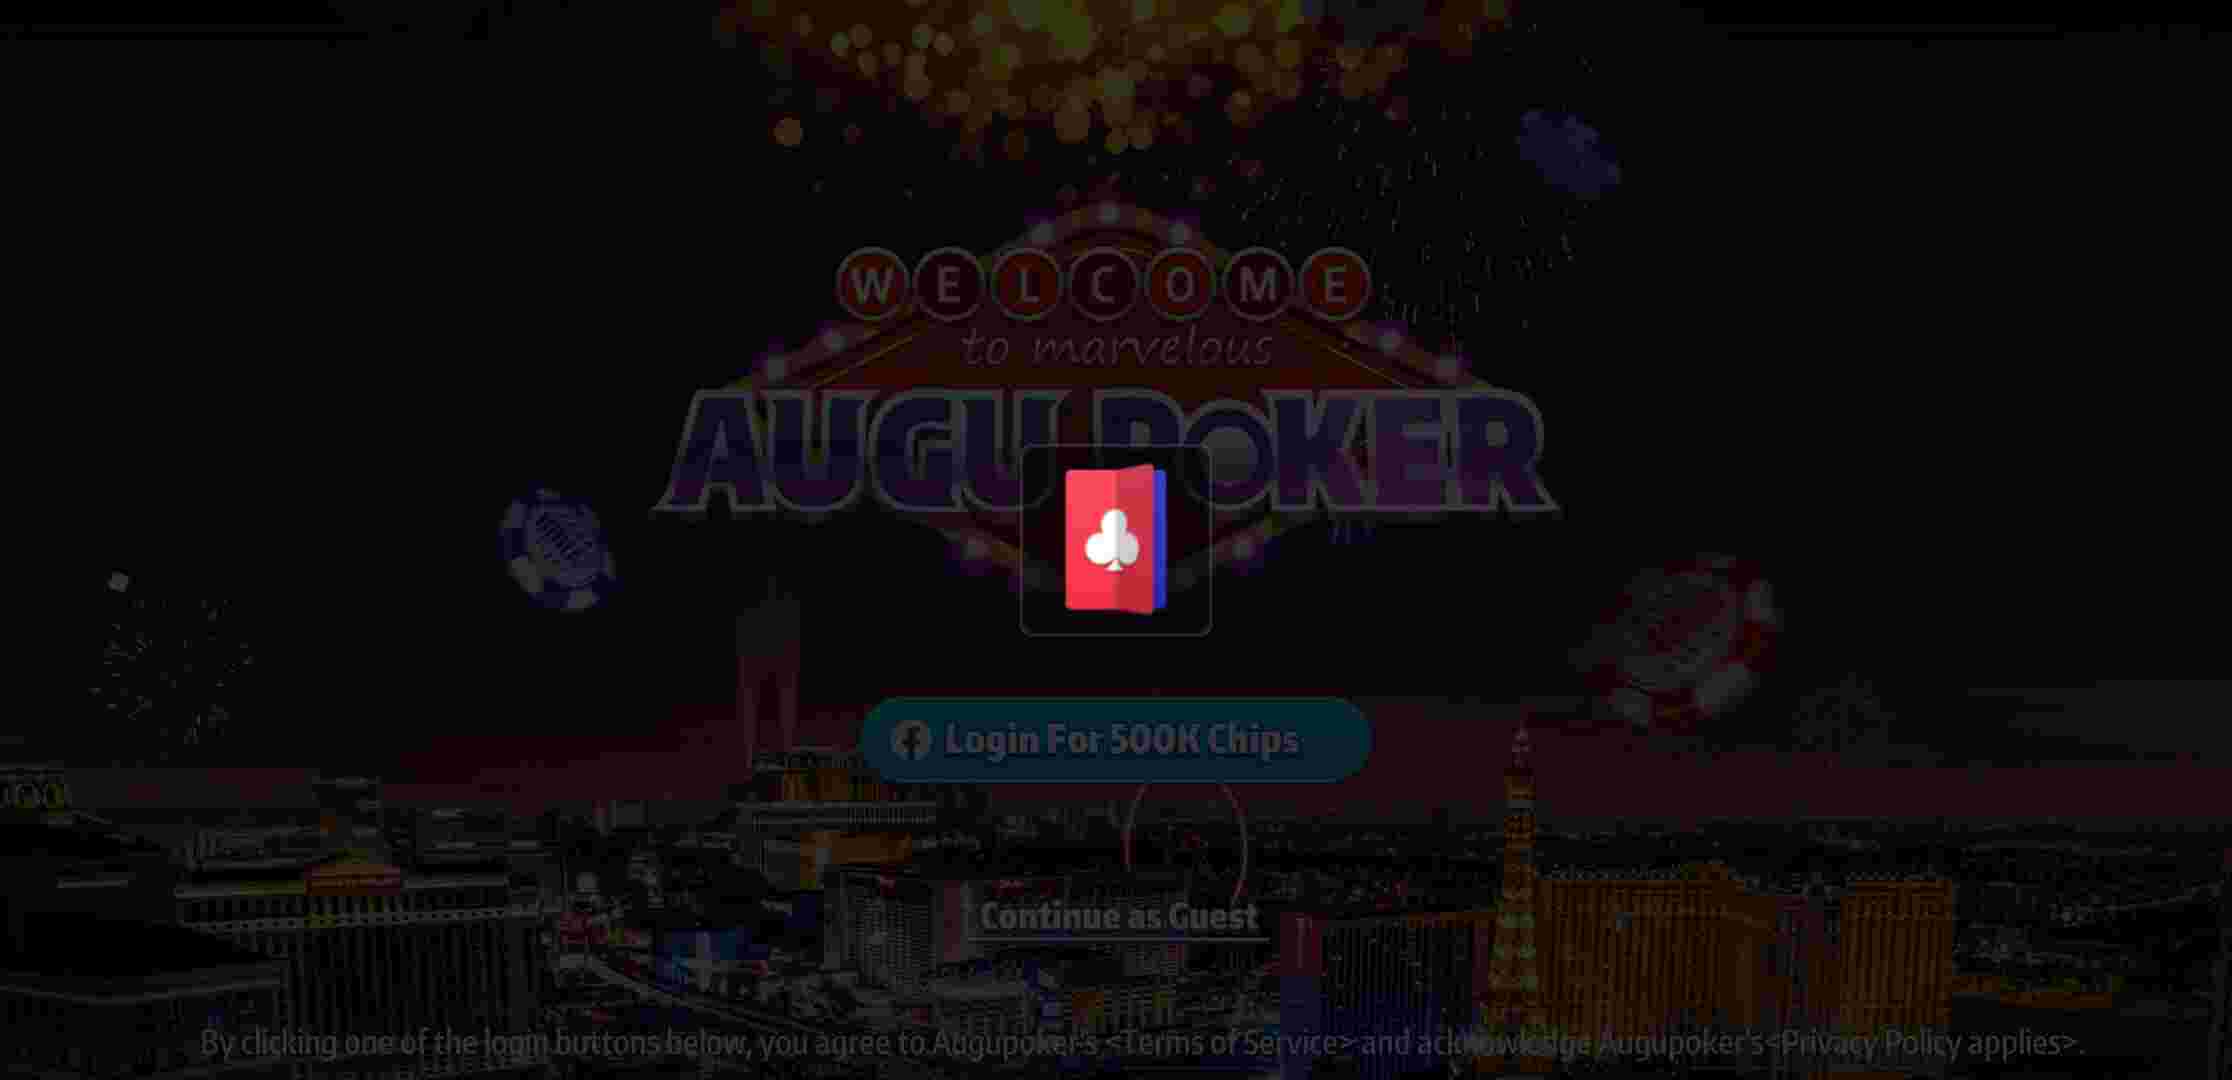 WELCOME
to marvelous
AUGU POKER
Login For 500K Chips
Continue as Guest
By clicking one of the login buttons below, you agree to Augupoker's <Terms of Service> and acknowledge Augupoker's<Privacy Policy applies>.